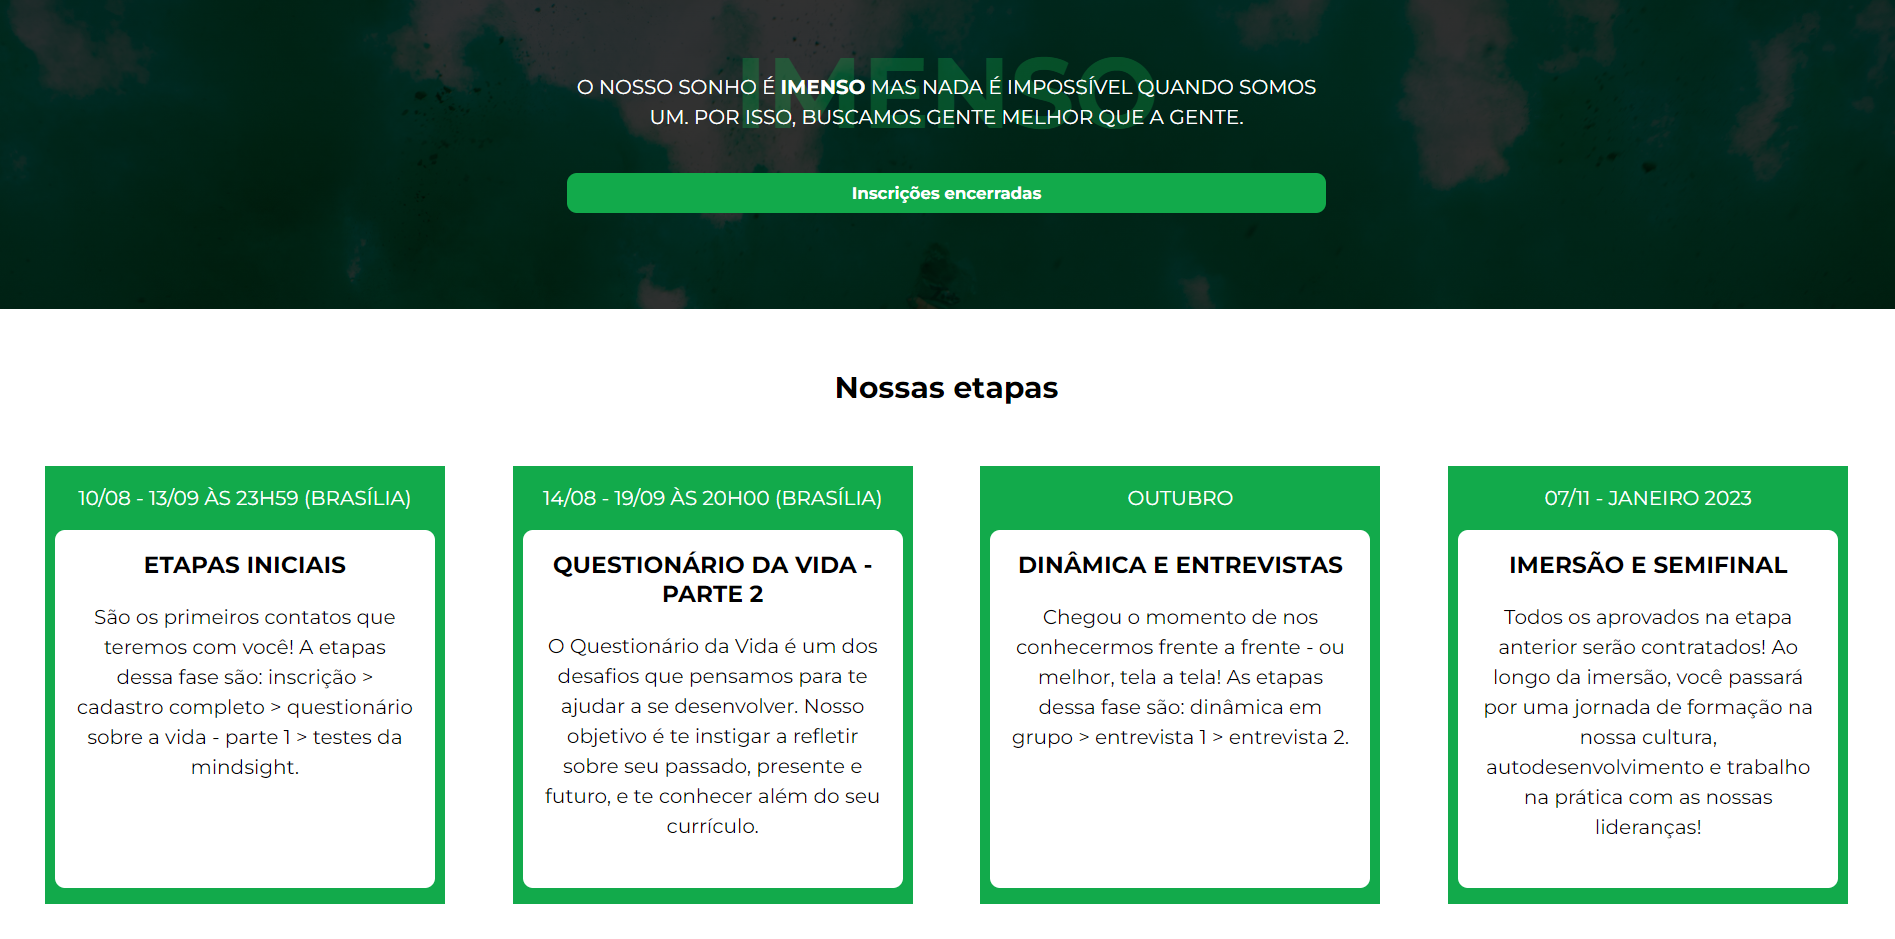 IMENSO
O NOSSO SONHO É IMENSO MAS NADA É IMPOSSÍVEL QUANDO SOMOS
UM. POR ISSO, BUSCAMOS GENTE MELHOR QUE A GENTE.
Inscrições encerradas
Nossas etapas
10/08 - 13/09 ÀS 23H59 (BRASÍLIA)
ETAPAS INICIAIS
São os primeiros contatos que
teremos com você! A etapas
dessa fase são: inscrição >
cadastro completo > questionário
sobre a vida - parte 1 > testes da
mindsight.
14/08 - 19/09 ÀS 20H00 (BRASÍLIA)
QUESTIONÁRIO DA VIDA -
PARTE 2
O Questionário da Vida é um dos
desafios que pensamos para te
ajudar a se desenvolver. Nosso
objetivo é te instigar a refletir
sobre seu passado, presente e
futuro, e te conhecer além do seu
currículo.
OUTUBRO
DINÂMICA E ENTREVISTAS
Chegou o momento de nos
conhecermos frente a frente - ou
melhor, tela a tela! As etapas
dessa fase são: dinâmica em
grupo > entrevista 1 > entrevista 2.
07/11 - JANEIRO 2023
IMERSÃO E SEMIFINAL
Todos os aprovados na etapa
anterior serão contratados! Ao
longo da imersão, você passará
por uma jornada de formação na
nossa cultura,
autodesenvolvimento e trabalho
na prática com as nossas
lideranças!